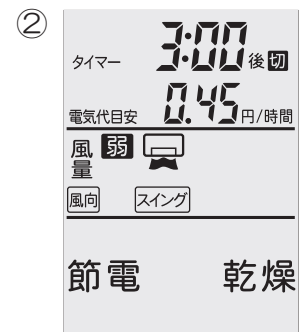 ②
タイマー 3:00 後 切
電気代目安 0.45 円/時間
風量 弱
風向 スイング
節電 乾燥